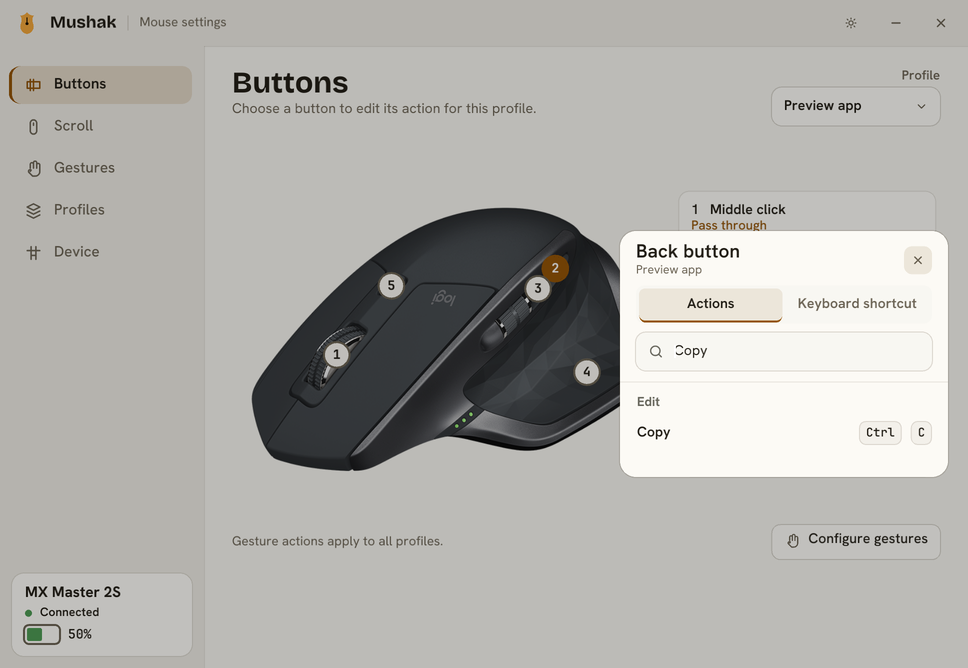 Mushak
Mouse settings
Buttons
Scroll
Gestures
Profiles
Device
MX Master 2S
Connected
50%
Buttons
Choose a button to edit its action for this profile.
Profile
Preview app
1 Middle click
Pass through
5
1
2
3
4
logi
Back button
Preview app
Actions
Keyboard shortcut
Copy
Edit
Copy
Ctrl C
Gesture actions apply to all profiles.
Configure gestures